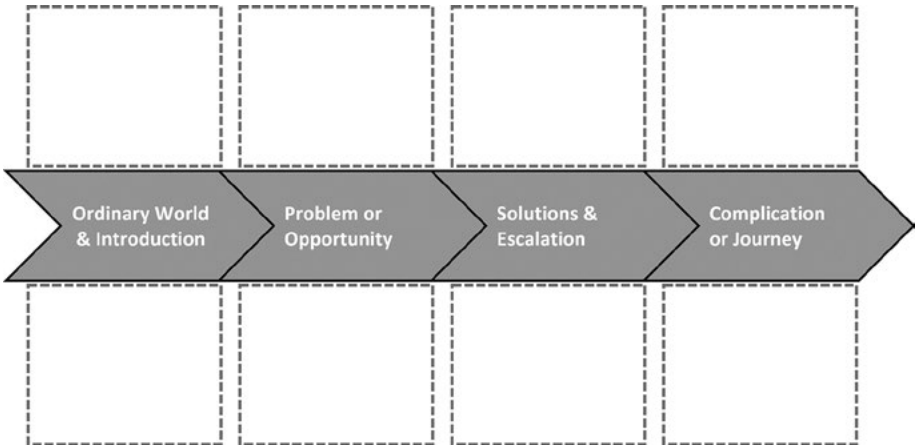 Ordinary World
& Introduction
Problem or
Opportunity
Solutions &
Escalation
Complication
or Journey